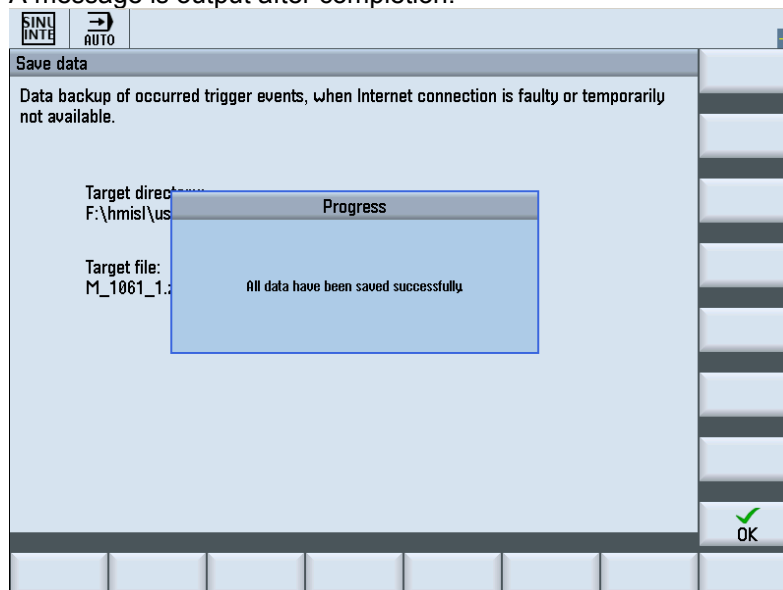 A message is output after completion.
SINU
INTE
AUTO
Save data
Data backup of occurred trigger events, when Internet connection is faulty or temporarily
not available.
Target
F:\hmisl\us
Progress
Target file:
M_1061_1.
All data have been saved successfully.
OK